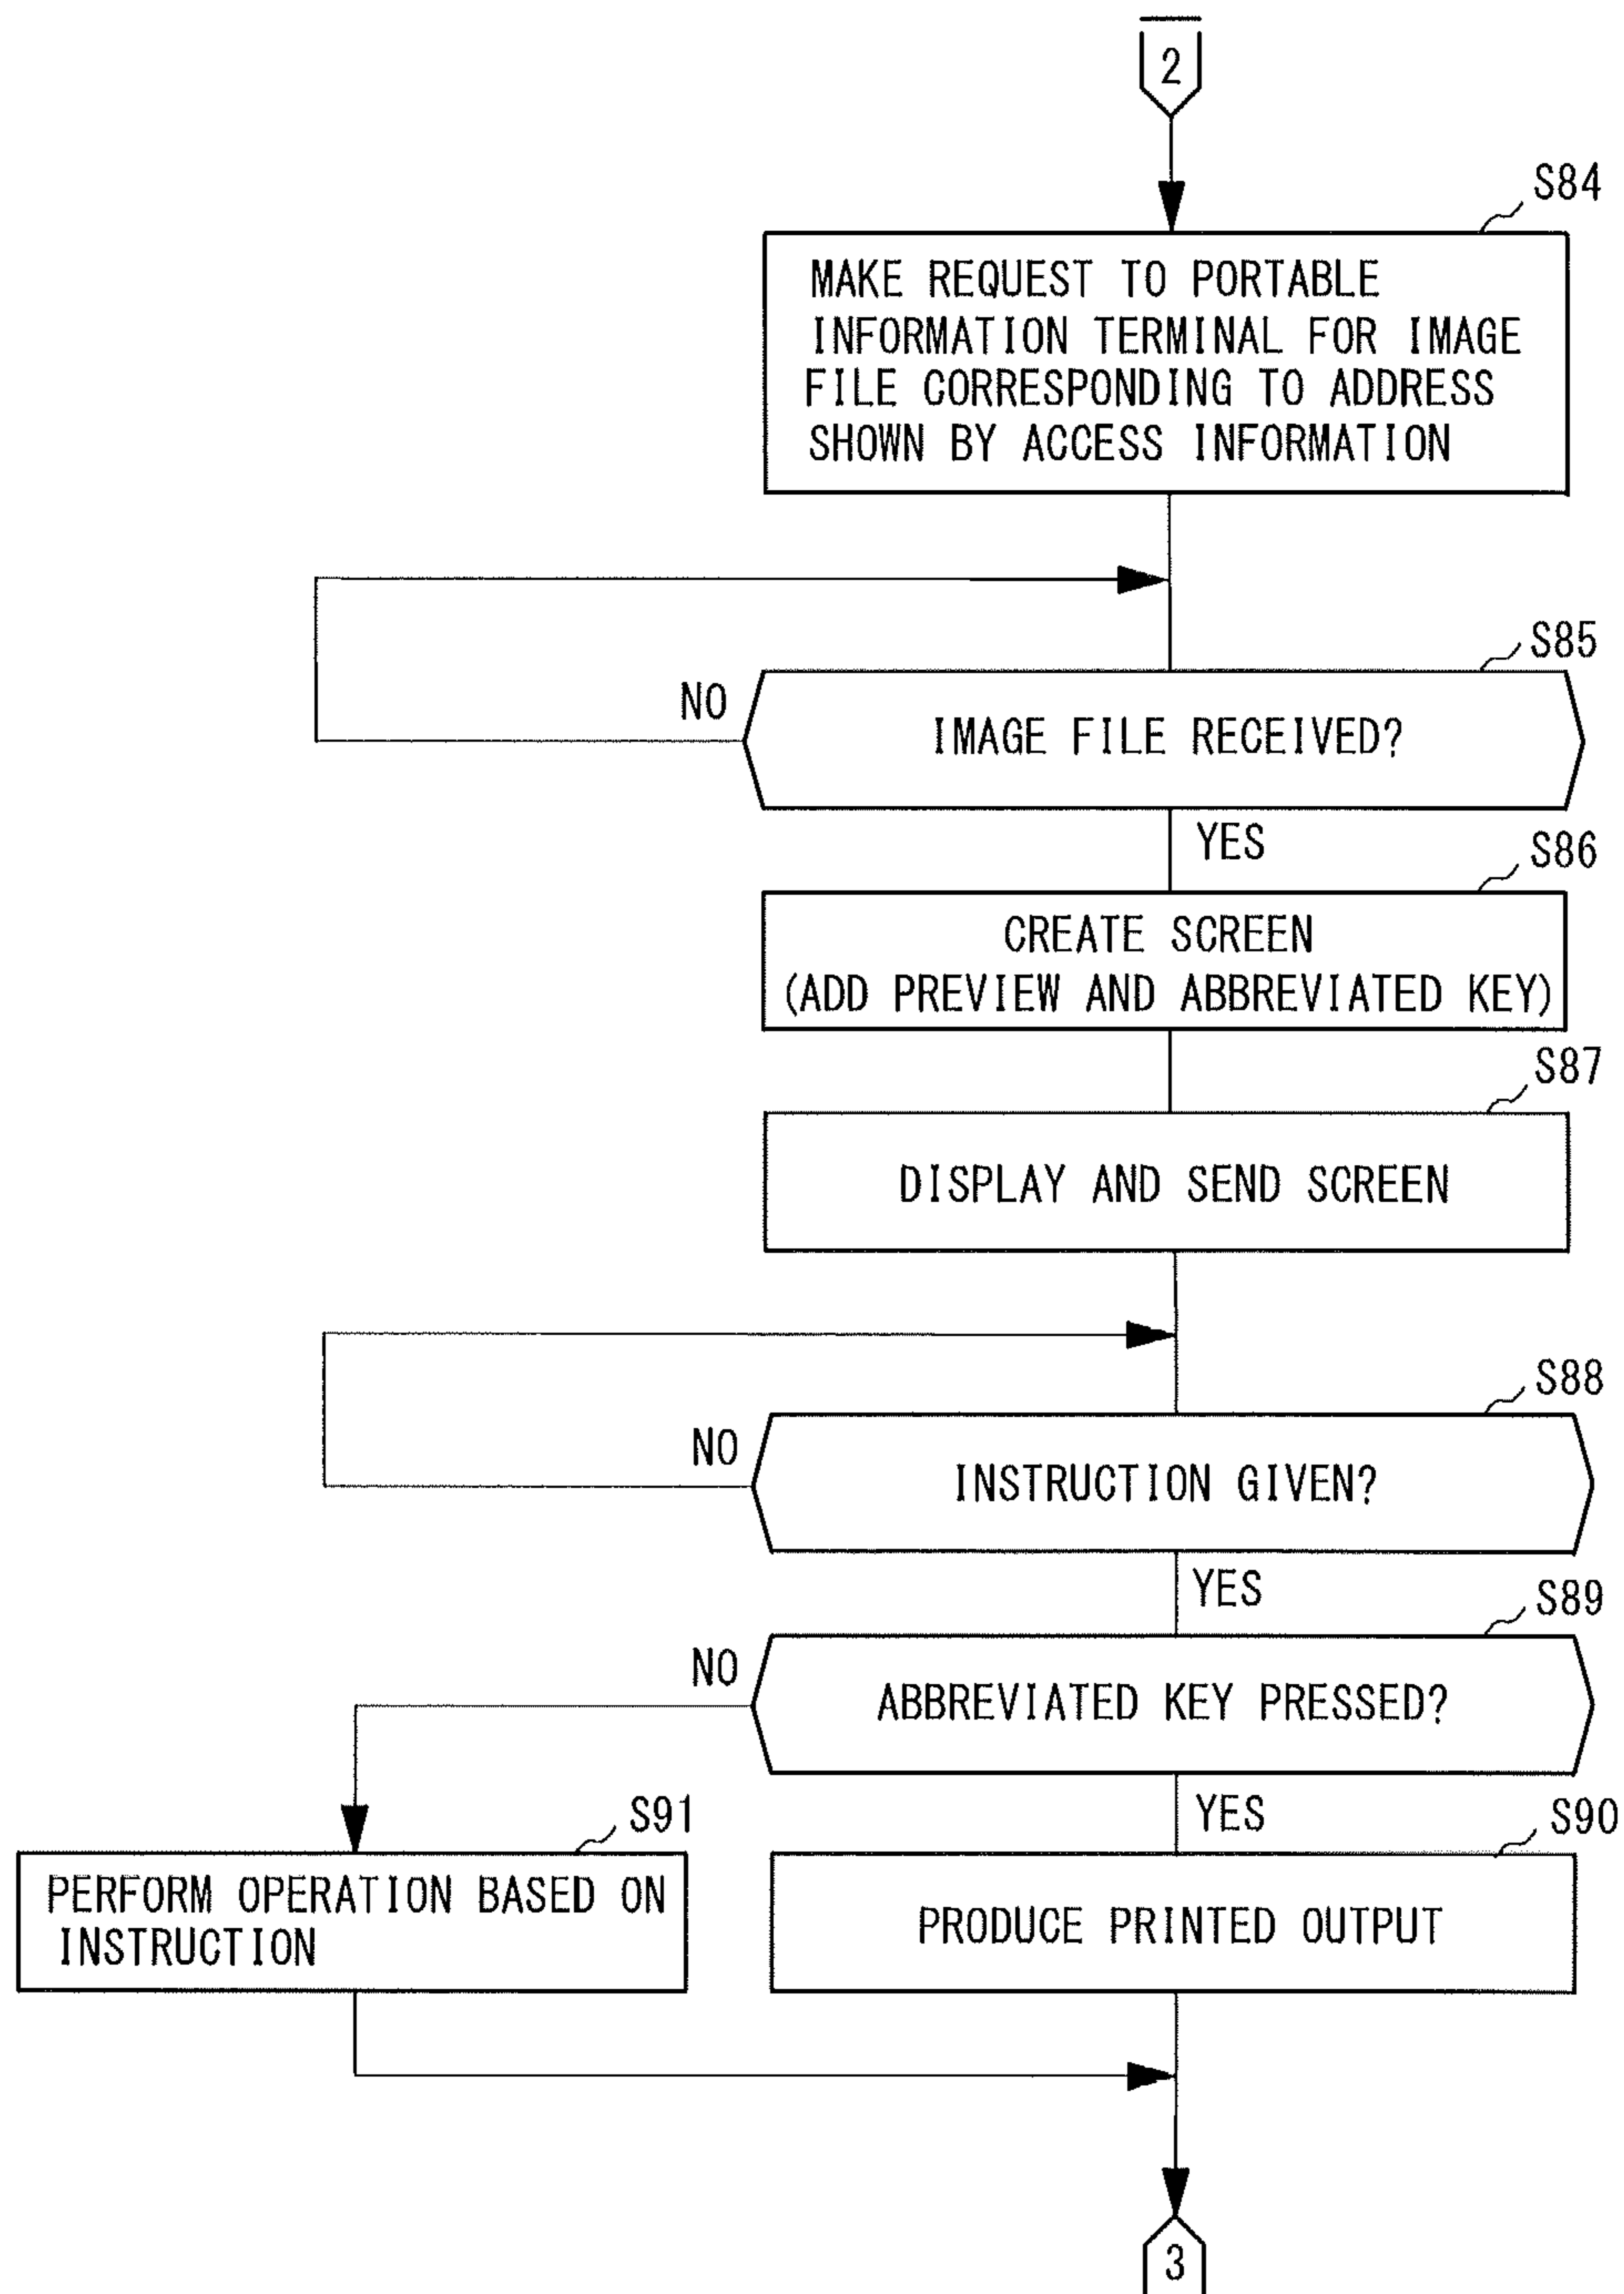 2
S84
MAKE REQUEST TO PORTABLE
INFORMATION TERMINAL FOR IMAGE
FILE CORRESPONDING TO ADDRESS
SHOWN BY ACCESS INFORMATION
S85
NO
IMAGE FILE RECEIVED?
YES
S86
CREATE SCREEN
(ADD PREVIEW AND ABBREVIATED KEY)
S87
DISPLAY AND SEND SCREEN
S88
NO
INSTRUCTION GIVEN?
YES
S89
NO
ABBREVIATED KEY PRESSED?
YES
S91
S90
PERFORM OPERATION BASED ON
INSTRUCTION
PRODUCE PRINTED OUTPUT
3